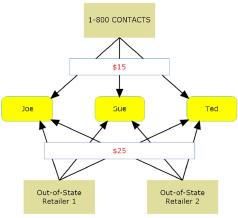 1-800 CONTACTS
$15
Joe
Sue
Ted
$25
Out-of-State
Retailer 1
Out-of-State
Retailer 2